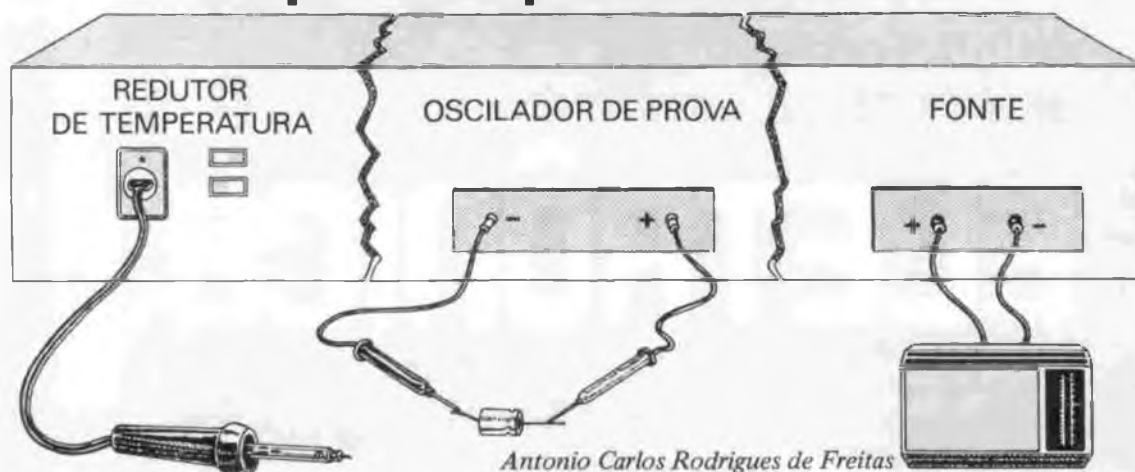 REDUTOR
DE TEMPERATURA
OSCILADOR DE PROVA
FONTE
- +
+ -
Antonio Carlos Rodrigues de Freitas